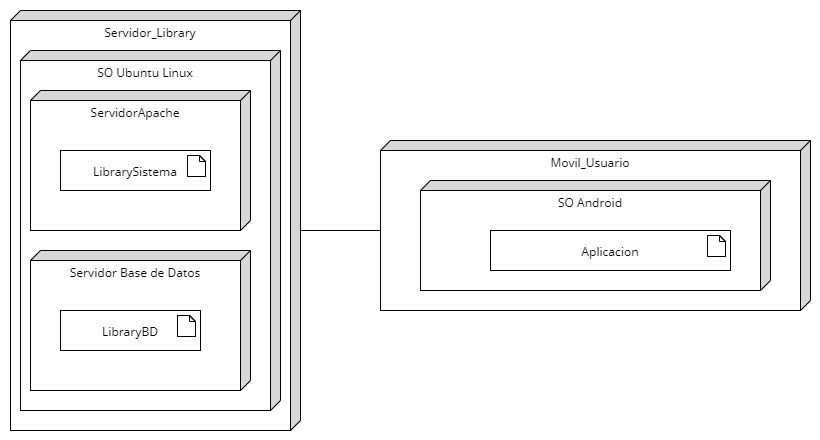 Servidor_Library
SO Ubuntu Linux
ServidorApache
LibrarySistema
Servidor Base de Datos
LibraryBD
Movil_Usuario
SO Android
Aplicacion